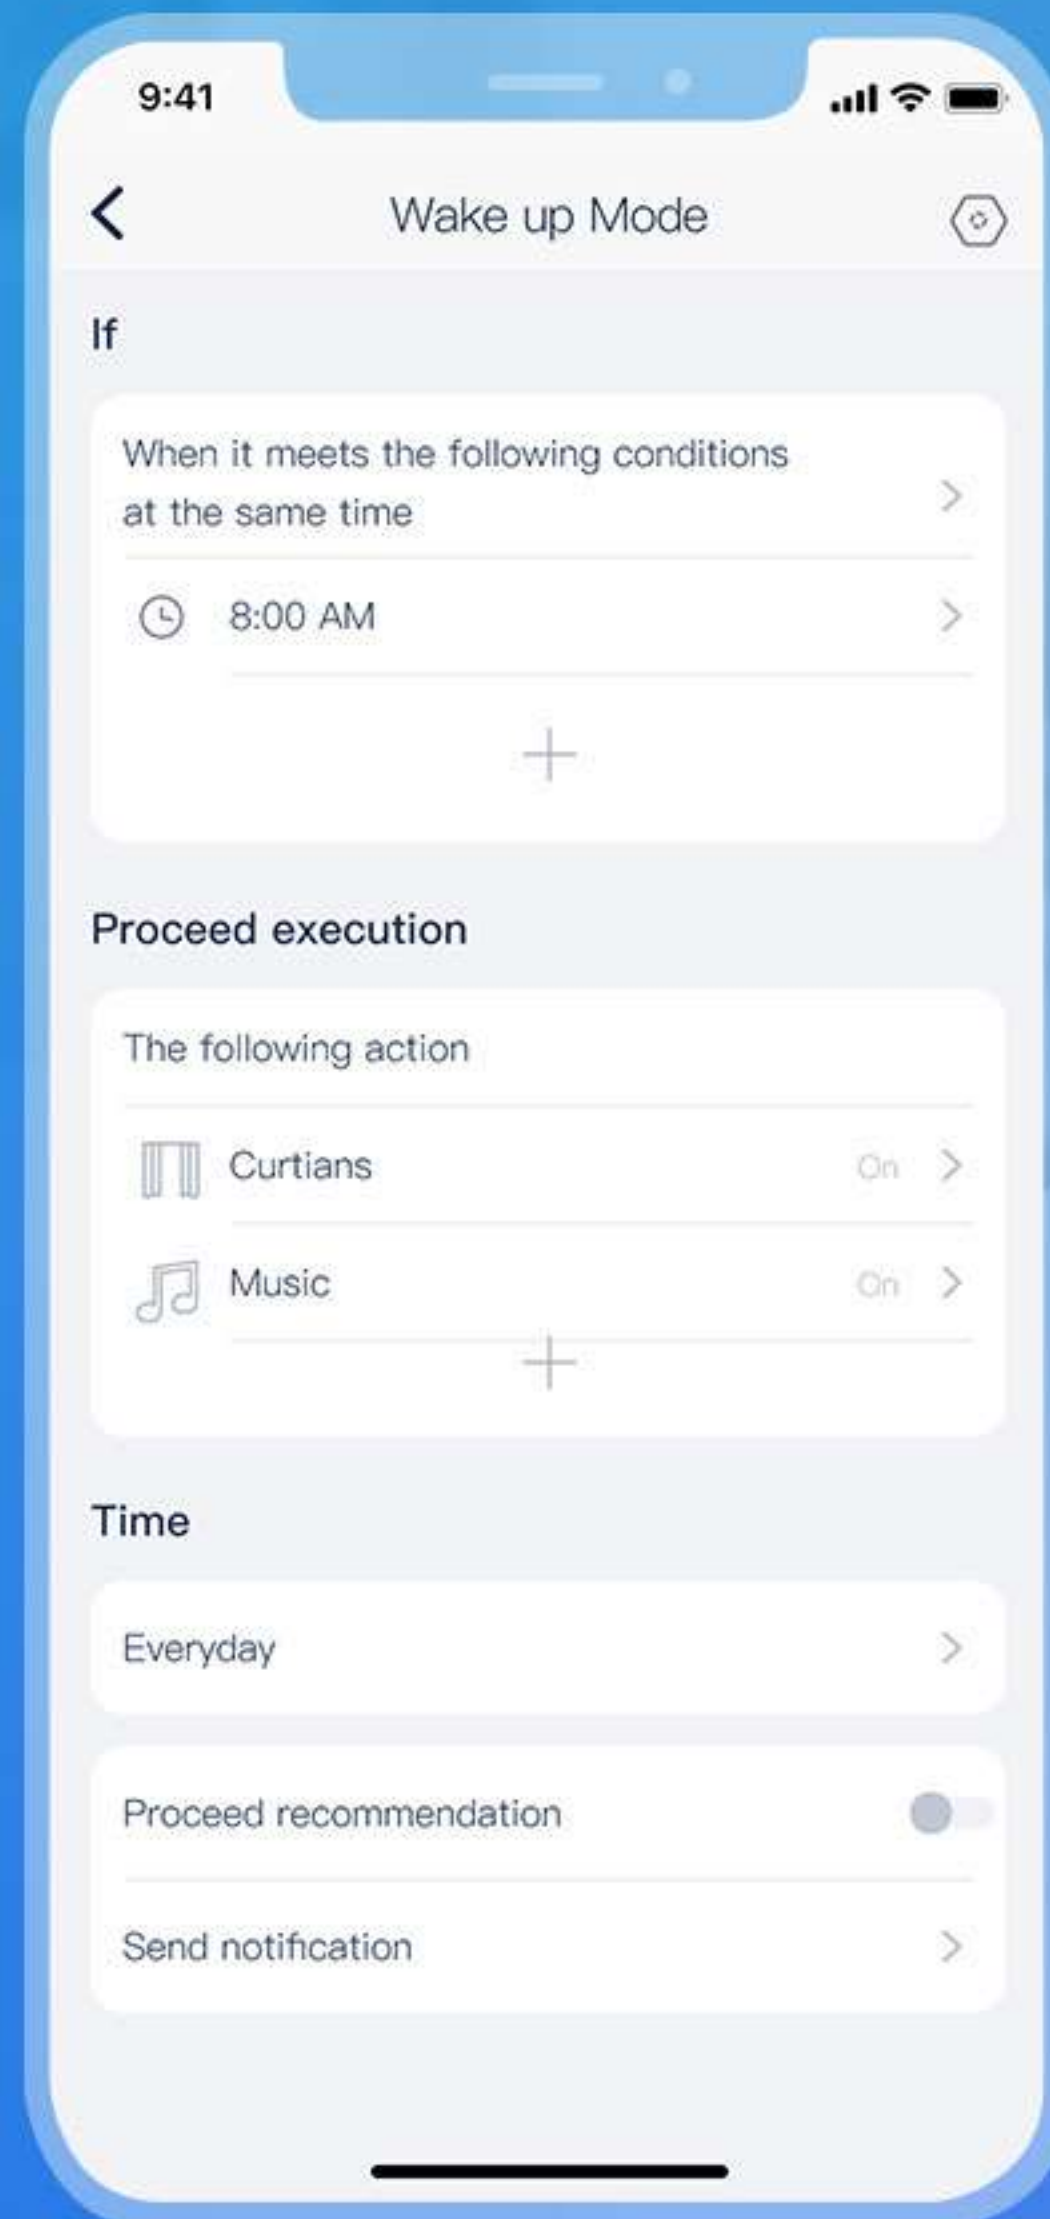 9:41
Wake up Mode
If
When it meets the following conditions
at the same time
8:00 AM
Proceed execution
The following action
Curtians On
Music On
Time
Everyday
Proceed recommendation
Send notification